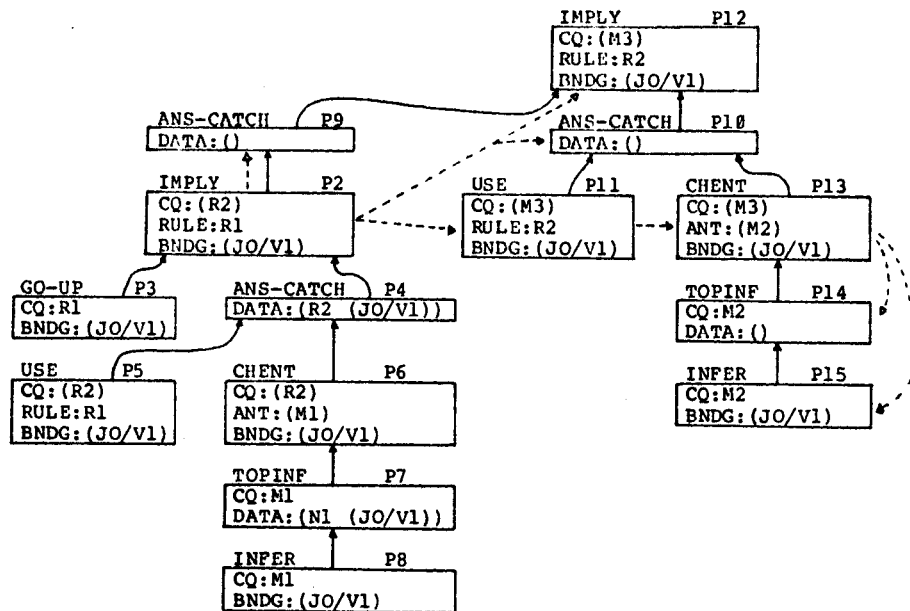 IMPLY P12
CQ:(M3)
RULE:R2
BNDG:(JO/V1)
ANS-CATCH P9
DATA:()
ANS-CATCH P10
DATA:()
IMPLY P2
CQ:(R2)
RULE:R1
BNDG:(JO/V1)
USE P11
CQ:(M3)
RULE:R2
BNDG:(JO/V1)
CHENT P13
CQ:(M3)
ANT:(M2)
BNDG:(JO/V1)
GO-UP P3
CQ:R1
BNDG:(JO/V1)
ANS-CATCH P4
DATA:(R2 (JO/V1))
TOPINF P14
CQ:M2
DATA:()
USE P5
CQ:(R2)
RULE:R1
BNDG:(JO/V1)
CHENT P6
CQ:(R2)
ANT:(M1)
BNDG:(JO/V1)
INFER P15
CQ:M2
BNDG:(JO/V1)
TOPINF P7
CQ:M1
DATA:(N1 (JO/V1))
INFER P8
CQ:M1
BNDG:(JO/V1)